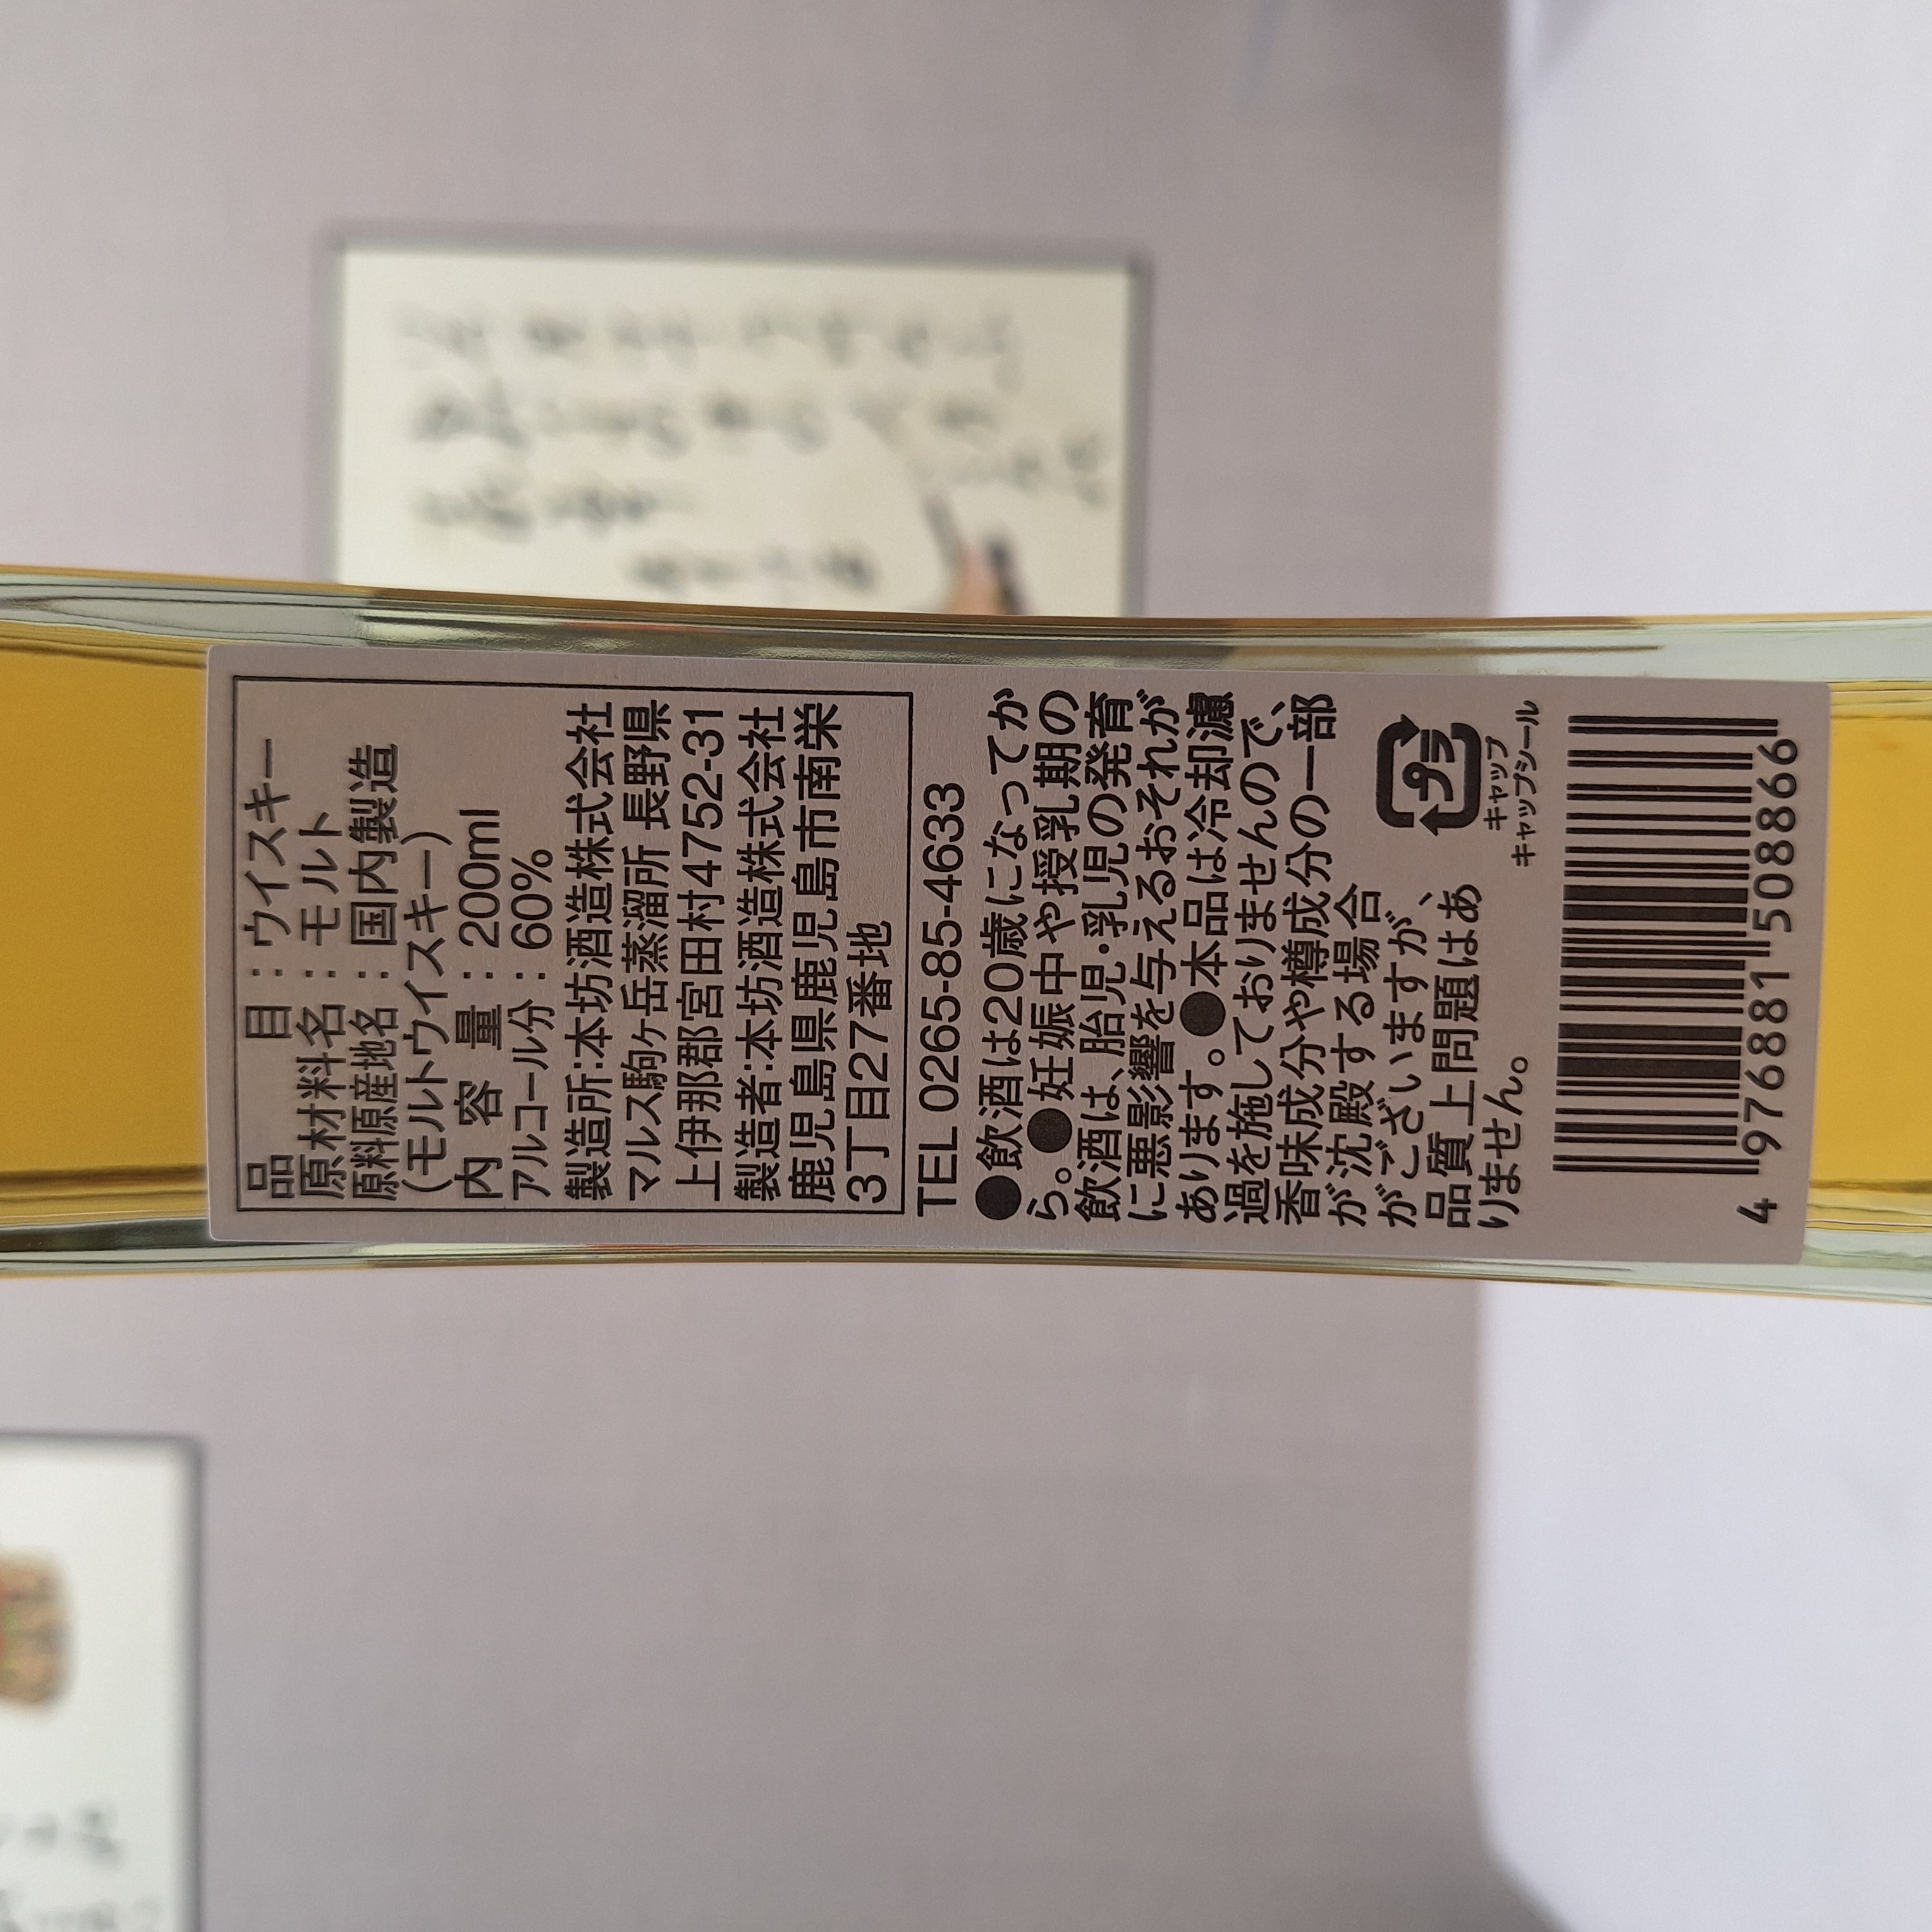 品　　目：ウイスキー
原材料名：モルト
原料原産地名：国内製造
(モルトウイスキー)
内　容　量：200ml
アルコール分：60%
製造所:本坊酒造株式会社
マルス駒ヶ岳蒸溜所 長野県
上伊那郡宮田村4752-31
製造者:本坊酒造株式会社
鹿児島県鹿児島市南栄
3丁目27番地
TEL 0265-85-4633
●飲酒は20歳になってか
ら。●妊娠中や授乳期の
飲酒は、胎児・乳児の発育
に悪影響を与えるおそれが
あります。●本品は冷却濾
過を施しておりませんので、
香味成分や樽成分の一部
が沈殿する場合
がございますが、
品質上問題はあ
りません。
プラ
キャップ
キャップシール
4 976881 508866